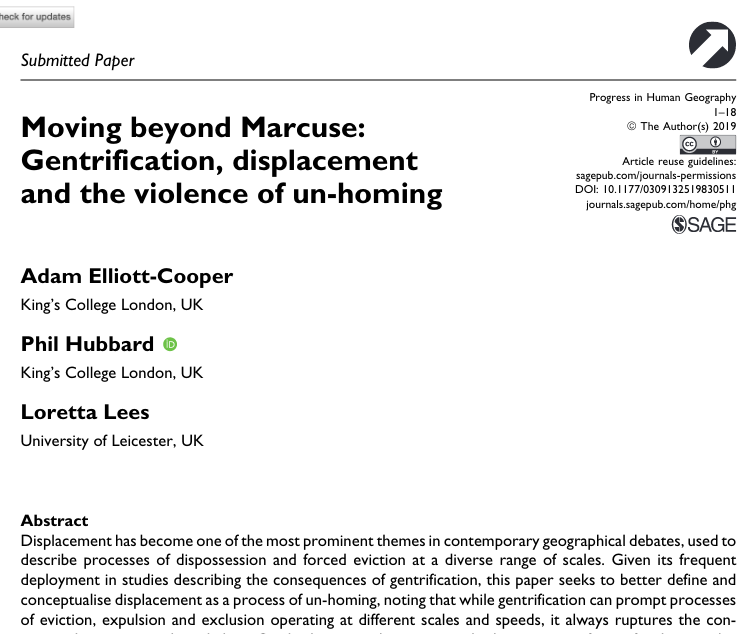 heck for updates
Submitted Paper
Progress in Human Geography
1–18
© The Author(s) 2019
cc BY
Article reuse guidelines:
sagepub.com/journals-permissions
DOI: 10.1177/0309132519830511
journals.sagepub.com/home/phg
SAGE
Moving beyond Marcuse:
Gentrification, displacement
and the violence of un-homing
Adam Elliott-Cooper
King's College London, UK
Phil Hubbard iD
King's College London, UK
Loretta Lees
University of Leicester, UK
Abstract
Displacement has become one of the most prominent themes in contemporary geographical debates, used to
describe processes of dispossession and forced eviction at a diverse range of scales. Given its frequent
deployment in studies describing the consequences of gentrification, this paper seeks to better define and
conceptualise displacement as a process of un-homing, noting that while gentrification can prompt processes
of eviction, expulsion and exclusion operating at different scales and speeds, it always ruptures the con-